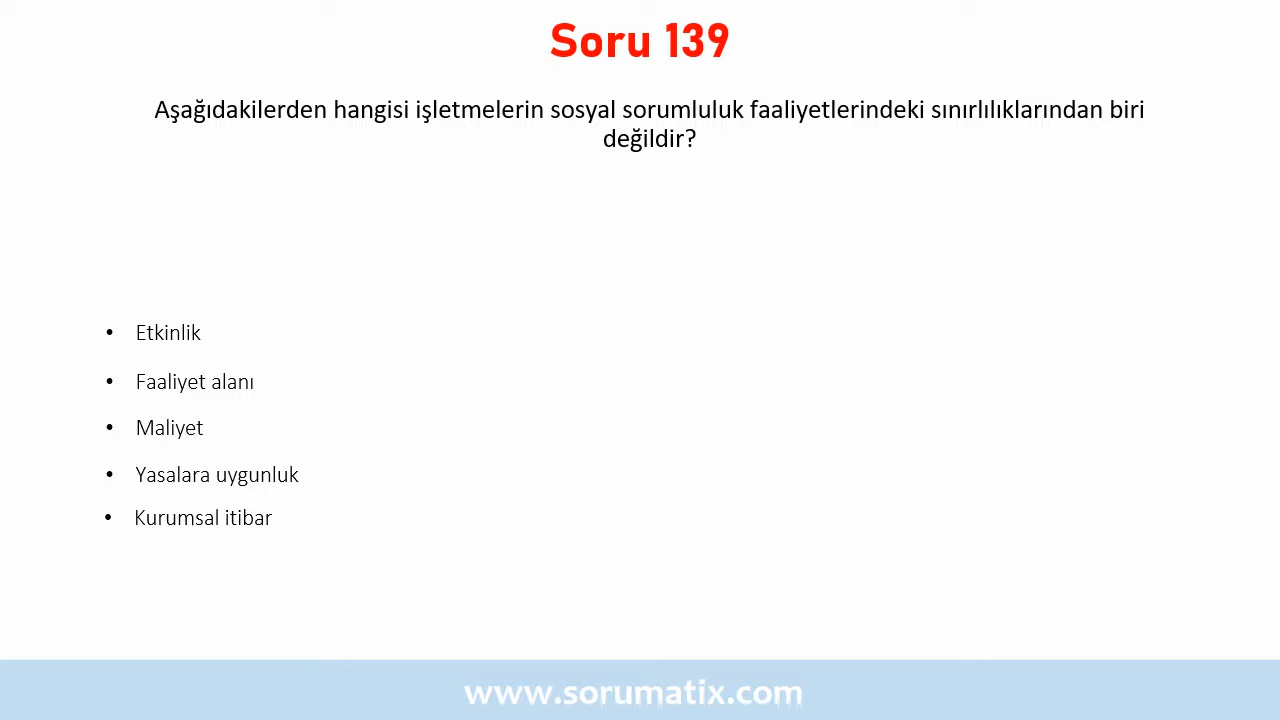 Soru 139
Aşağıdakilerden hangisi işletmelerin sosyal sorumluluk faaliyetlerindeki sınırlılıklarından biri
değildir?
• Etkinlik
• Faaliyet alanı
• Maliyet
• Yasalara uygunluk
• Kurumsal itibar
www.sorumatix.com